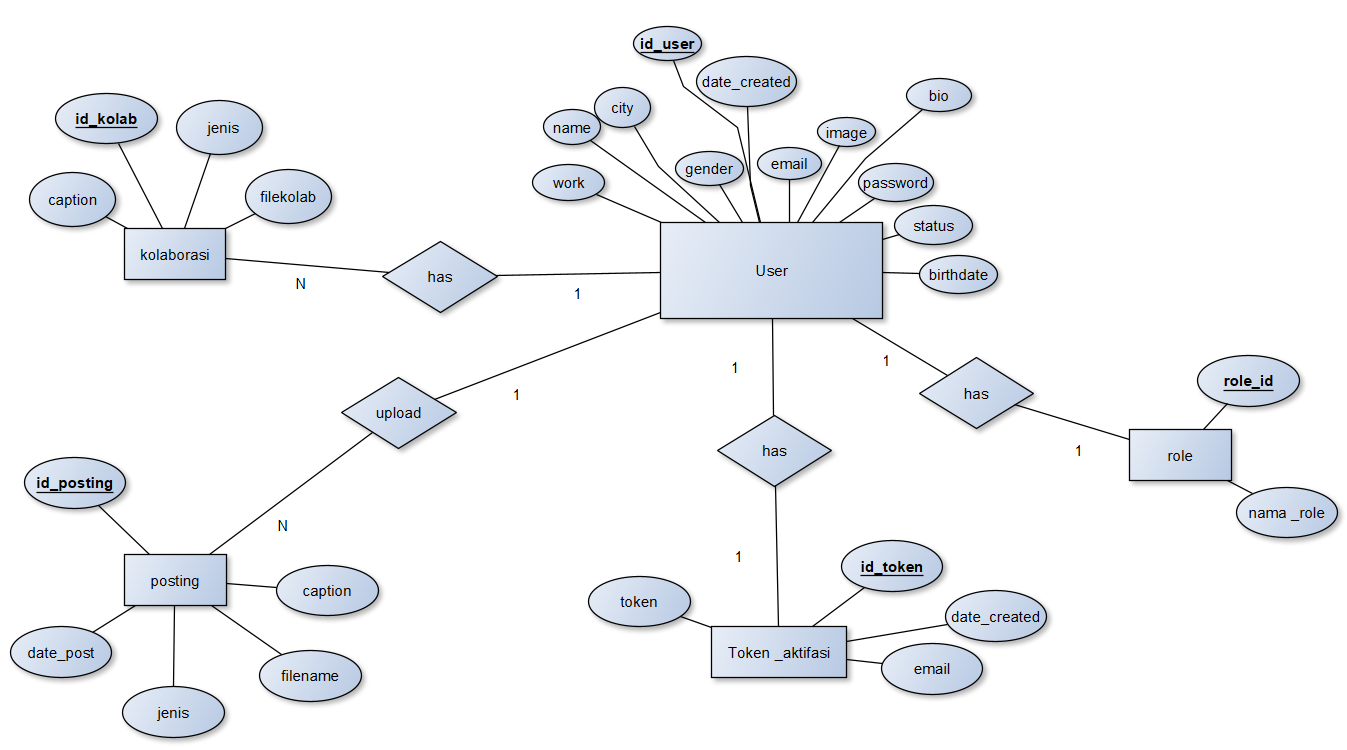 id_user
date_created
bio
city
id_kolab
name
jenis
image
gender
email
work
password
caption
filekolab
status
kolaborasi
has
User
birthdate
N
1
1
1
role_id
has
1
upload
has
1
role
id_posting
nama _role
N
1
id_token
posting
caption
token
date_created
date_post
Token _aktifasi
email
filename
jenis